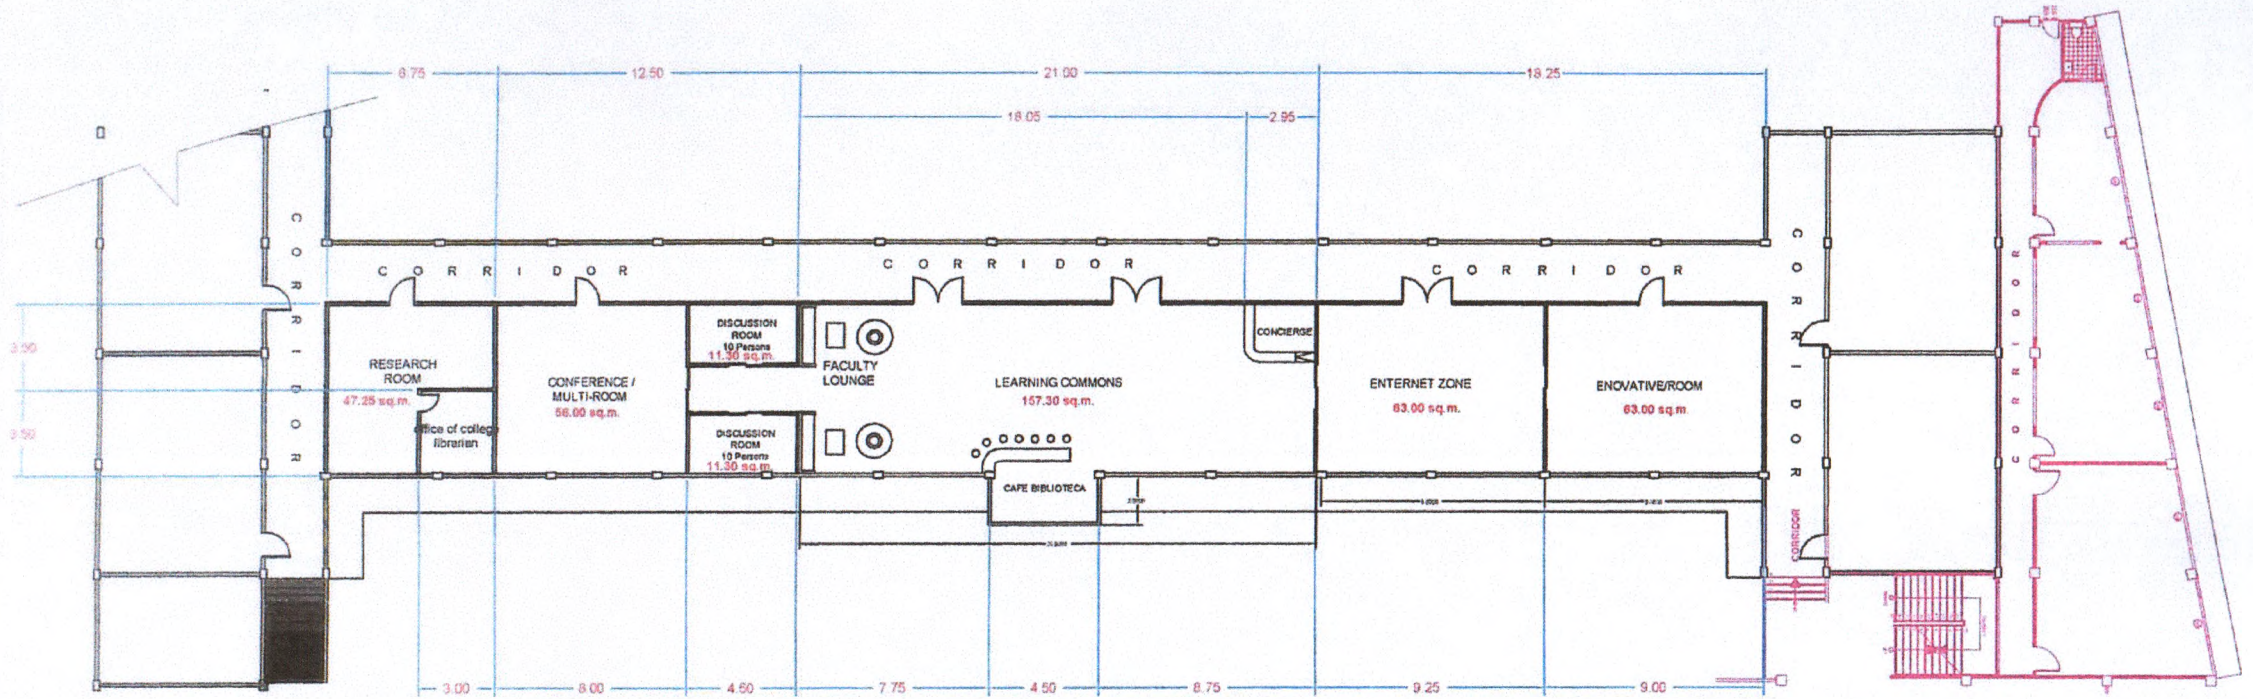 6.75
12.50
21.00
18.25
18.05
2.95
CORRIDOR
CORRIDOR
CORRIDOR
CORRIDOR
CORRIDOR
CORRIDOR
3.50
3.50
RESEARCH
ROOM
47.25 sq.m.
office of college
librarian
CONFERENCE /
MULTI-ROOM
56.00 sq.m.
DISCUSSION
ROOM
10 Persons
11.30 sq.m.
DISCUSSION
ROOM
10 Persons
11.30 sq.m.
FACULTY
LOUNGE
LEARNING COMMONS
157.30 sq.m.
CONCIERGE
CAFE BIBLIOTECA
ENTERNET ZONE
63.00 sq.m.
ENOVATIVE/ROOM
63.00 sq.m.
CORRIDOR
3.00
8.00
4.50
7.75
4.50
8.75
9.25
9.00